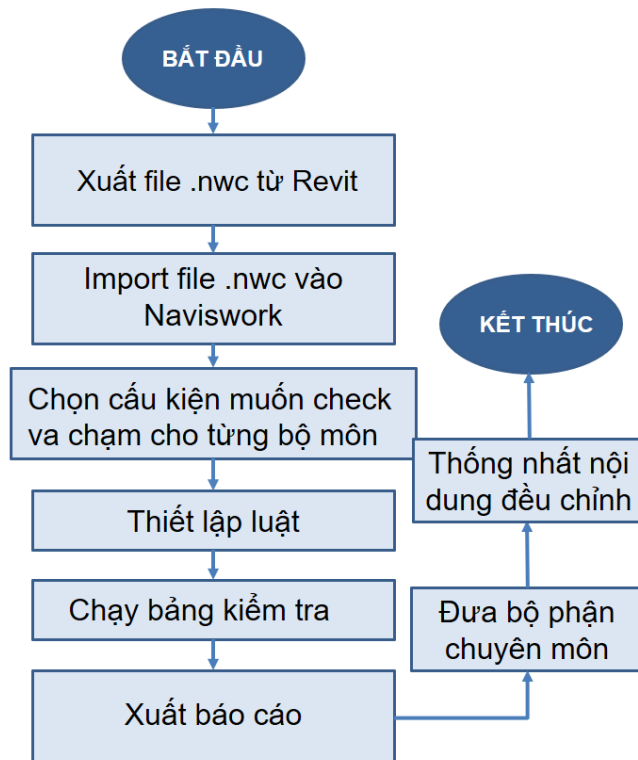 BẮT ĐẦU
Xuất file .nwc từ Revit
Import file .nwc vào
Naviswork
Chọn cấu kiện muốn check
va chạm cho từng bộ môn
Thiết lập luật
Chạy bảng kiểm tra
Xuất báo cáo
Đưa bộ phận
chuyên môn
Thống nhất nội
dung đều chỉnh
KẾT THÚC